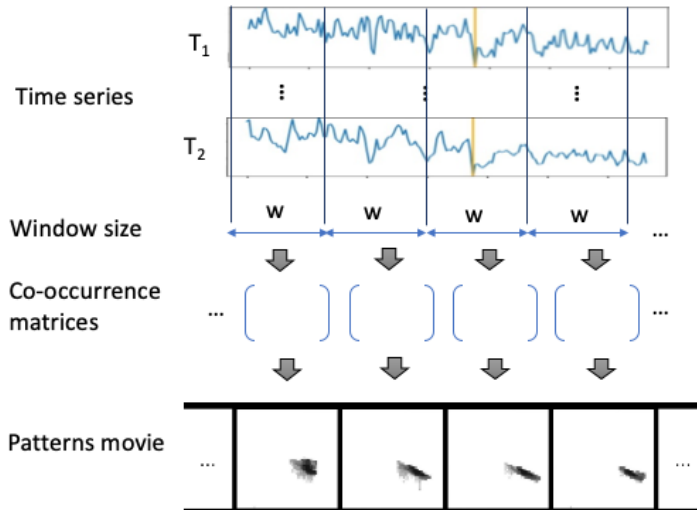 T1
Time series
⋮ ⋮ ⋮
T2
w w w w
Window size
...
Co-occurrence
matrices
... ...
Patterns movie
... ...